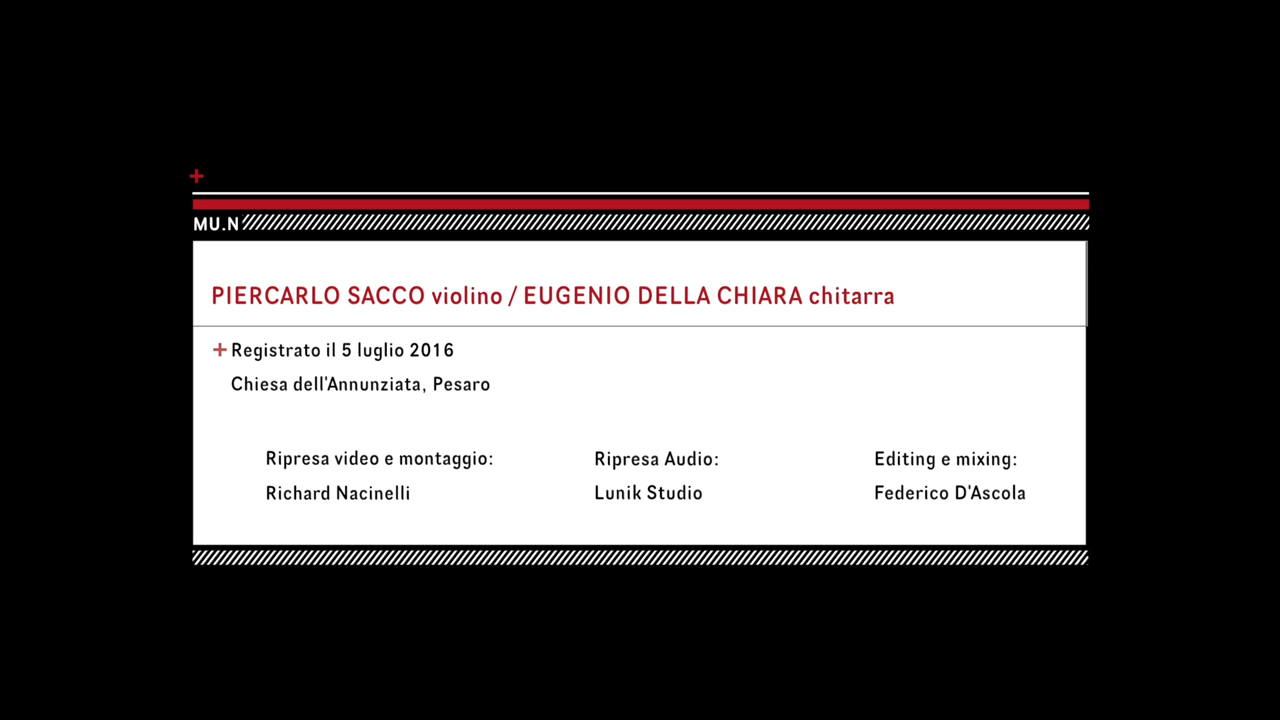 MU.N
PIERCARLO SACCO violino / EUGENIO DELLA CHIARA chitarra
+ Registrato il 5 luglio 2016
Chiesa dell'Annunziata, Pesaro
Ripresa video e montaggio:
Richard Nacinelli
Ripresa Audio:
Lunik Studio
Editing e mixing:
Federico D'Ascola